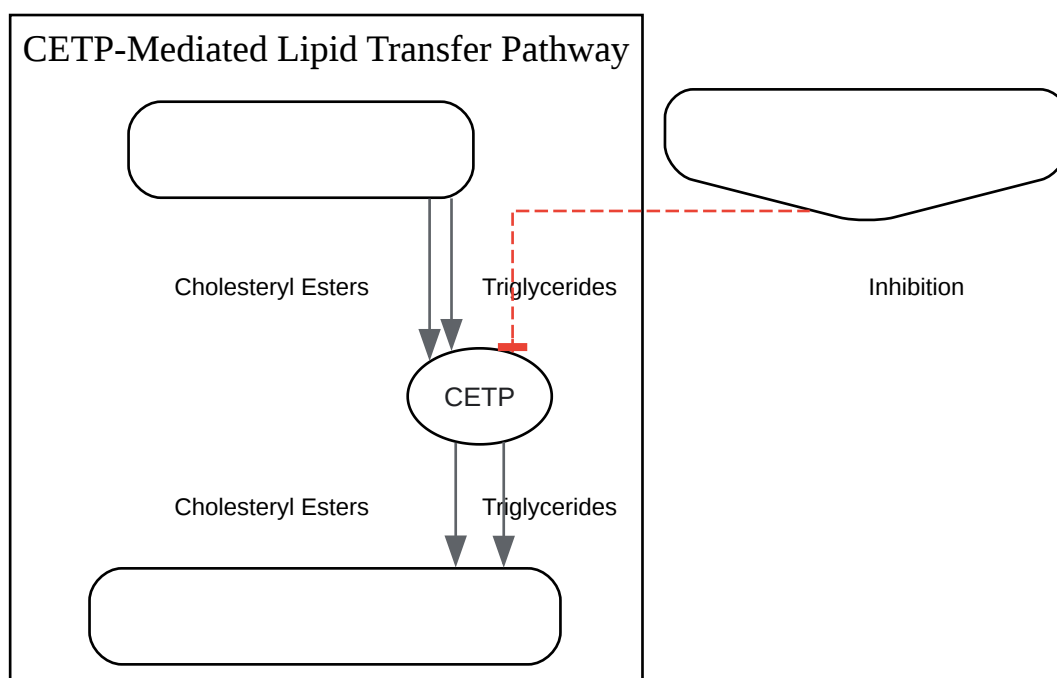 CETP-Mediated Lipid Transfer Pathway
Cholesteryl Esters
Triglycerides
Inhibition
CETP
Cholesteryl Esters
Triglycerides